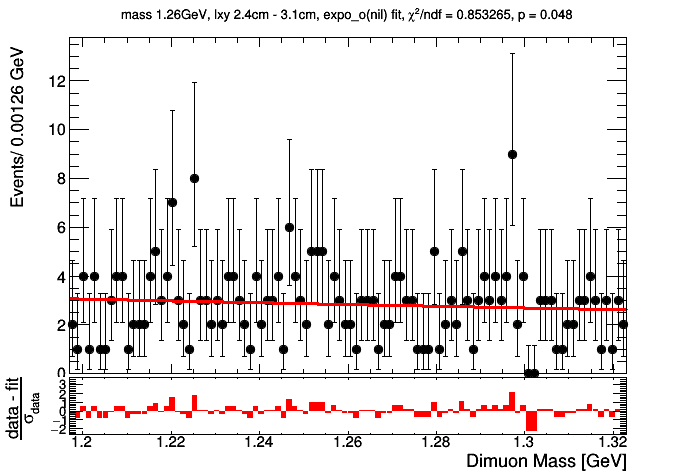 mass 1.26GeV, lxy 2.4cm - 3.1cm, expo_o(nil) fit, χ²/ndf = 0.853265, p = 0.048
Events/ 0.00126 GeV
12
10
8
6
4
2
0
data - fit
σdata
3
2
1
0
−1
−2
1.2 1.22 1.24 1.26 1.28 1.3 1.32
Dimuon Mass [GeV]